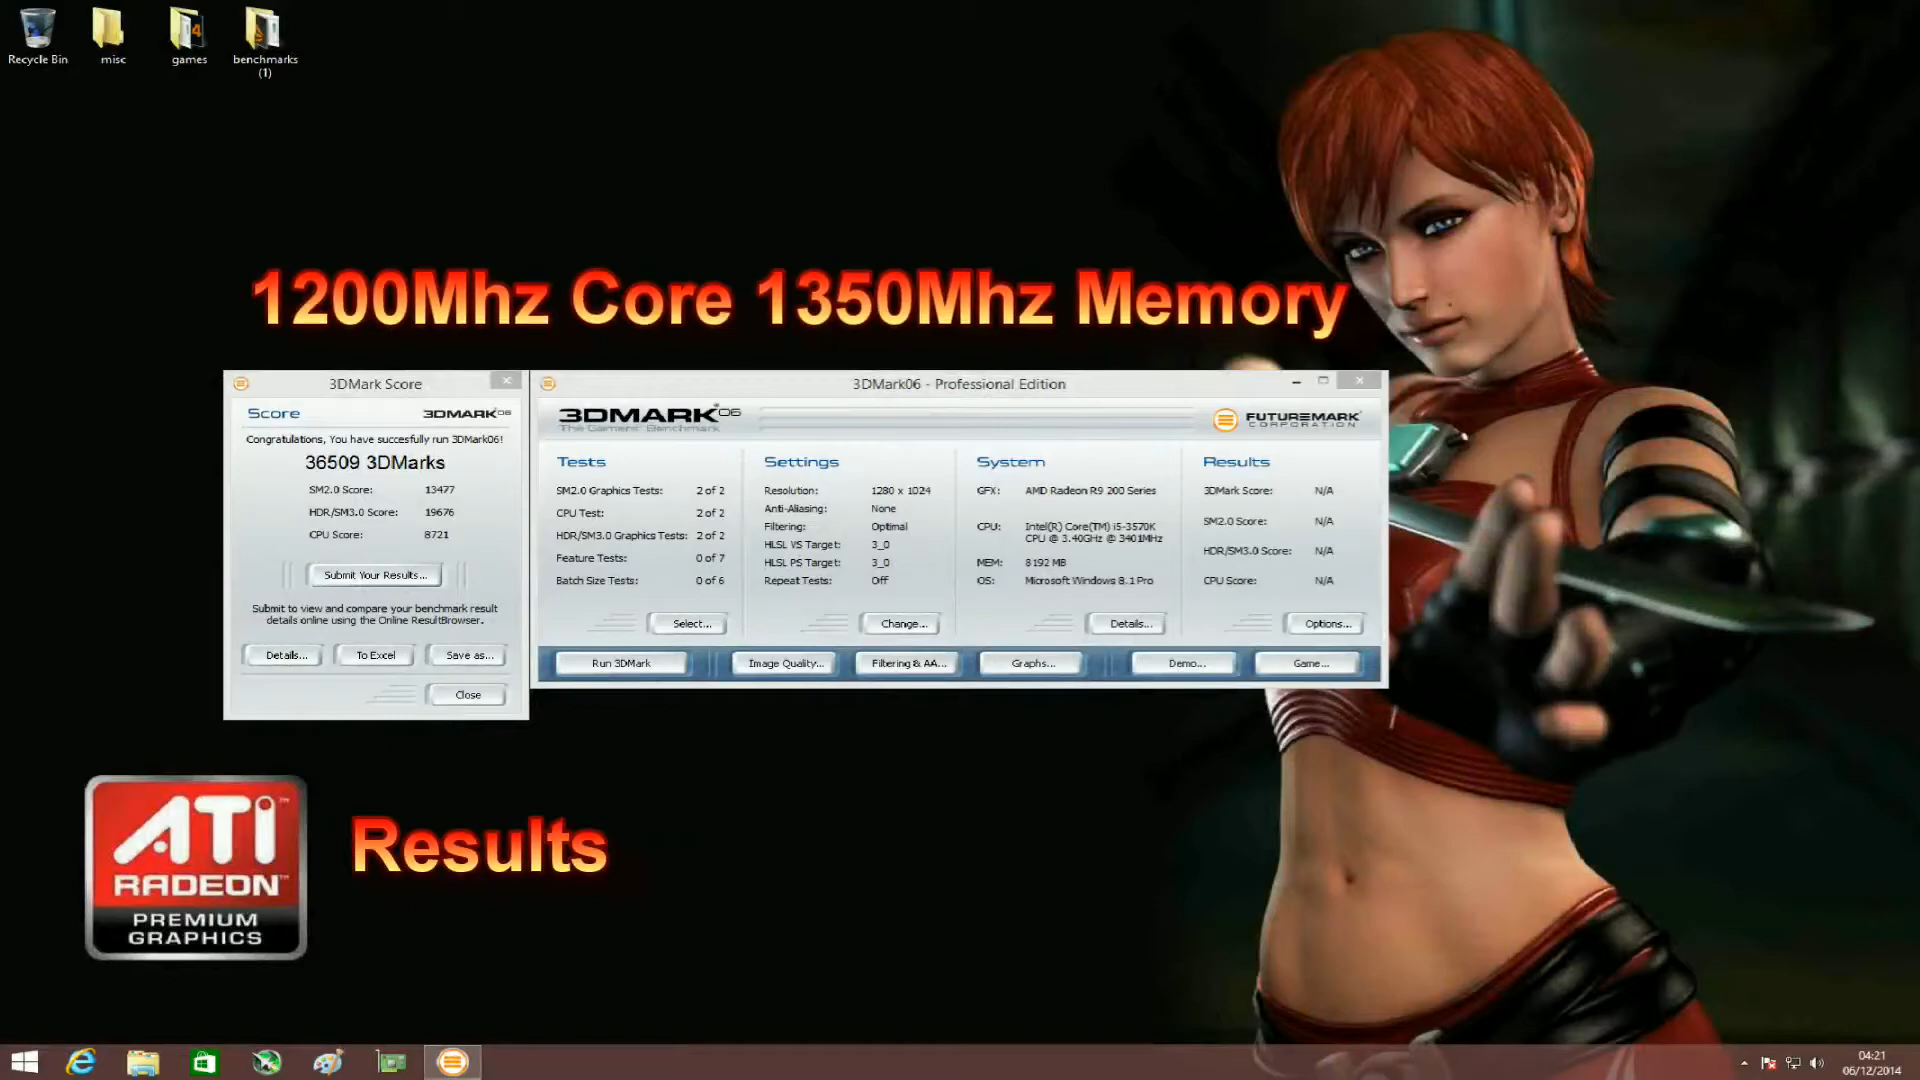 Recycle Bin
misc
games
benchmarks
(1)
1200Mhz Core 1350Mhz Memory
3DMark Score
Score
3DMARK06
Congratulations, You have succesfully run 3DMark06!
36509 3DMarks
SM2.0 Score: 13477
HDR/SM3.0 Score: 19676
CPU Score: 8721
Submit Your Results...
Submit to view and compare your benchmark result
details online using the Online ResultBrowser.
Details...
To Excel
Save as...
Close
3DMark06 - Professional Edition
3DMARK®06
The Gamers' Benchmark
FUTUREMARK
CORPORATION
Tests
SM2.0 Graphics Tests: 2 of 2
CPU Test: 2 of 2
HDR/SM3.0 Graphics Tests: 2 of 2
Feature Tests: 0 of 7
Batch Size Tests: 0 of 6
Select...
Settings
Resolution: 1280 x 1024
Anti-Aliasing: None
Filtering: Optimal
HLSL VS Target: 3_0
HLSL PS Target: 3_0
Repeat Tests: Off
Change...
System
GFX: AMD Radeon R9 200 Series
CPU: Intel(R) Core(TM) i5-3570K
CPU @ 3.40GHz @ 3401MHz
MEM: 8192 MB
OS: Microsoft Windows 8.1 Pro
Details...
Results
3DMark Score: N/A
SM2.0 Score: N/A
HDR/SM3.0 Score: N/A
CPU Score: N/A
Options...
Run 3DMark
Image Quality...
Filtering & AA...
Graphs...
Demo...
Game...
ATI™
RADEON™
PREMIUM
GRAPHICS
Results
04:21
06/12/2014